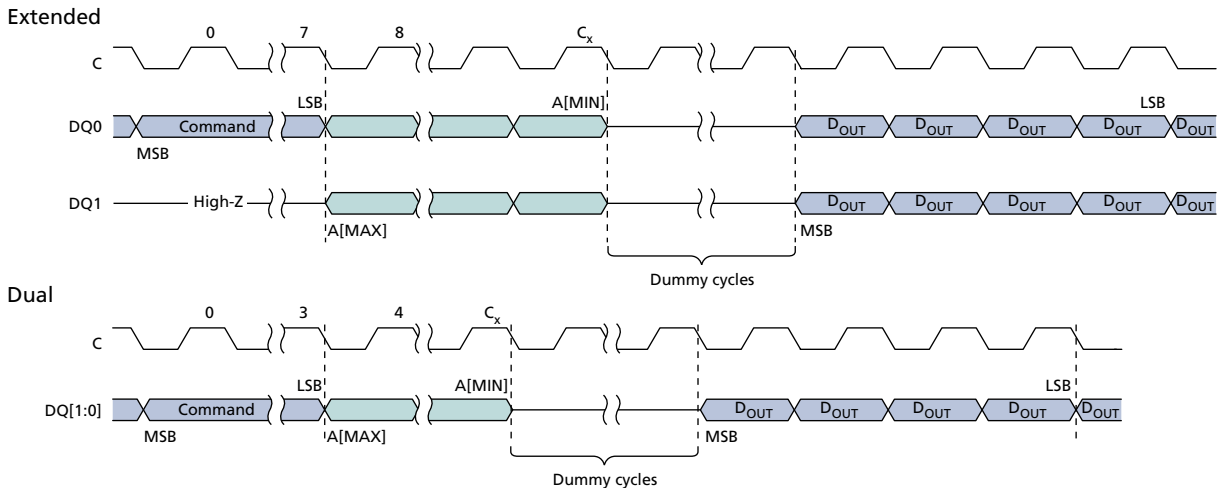 Extended
0 7 8 Cx
C
LSB A[MIN] LSB
DQ0 Command DOUT DOUT DOUT DOUT DOUT
MSB
DQ1 High-Z DOUT DOUT DOUT DOUT DOUT
A[MAX] MSB
Dummy cycles
Dual
0 3 4 Cx
C
LSB A[MIN] LSB
DQ[1:0] Command DOUT DOUT DOUT DOUT DOUT
MSB A[MAX] MSB
Dummy cycles